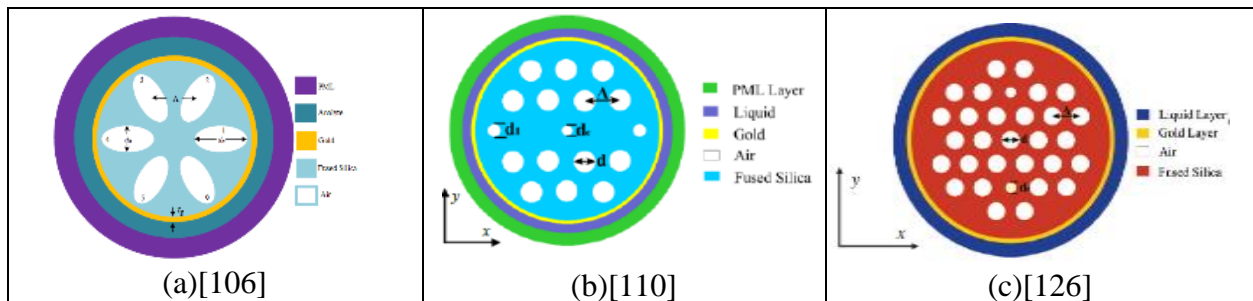 PML
Gold
Fused Silica
Air
Λ
PML Layer
Liquid
Gold
Air
Fused Silica
Λ
d
y
x
Liquid Layer
Gold Layer
Air
Fused Silica
Λ
d
y
x
(a)[106]
(b)[110]
(c)[126]